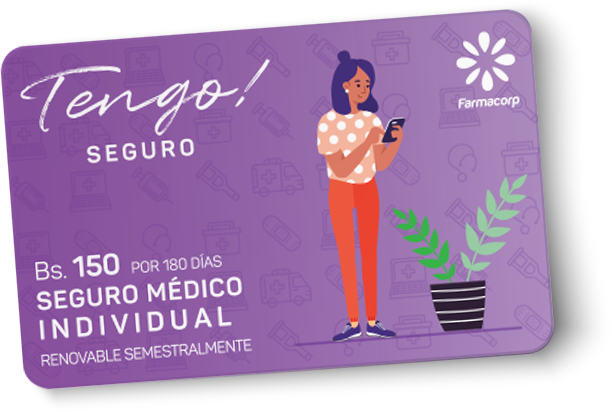 Tengo!
SEGURO
Farmacorp
Bs. 150 POR 180 DÍAS
SEGURO MÉDICO
INDIVIDUAL
RENOVABLE SEMESTRALMENTE